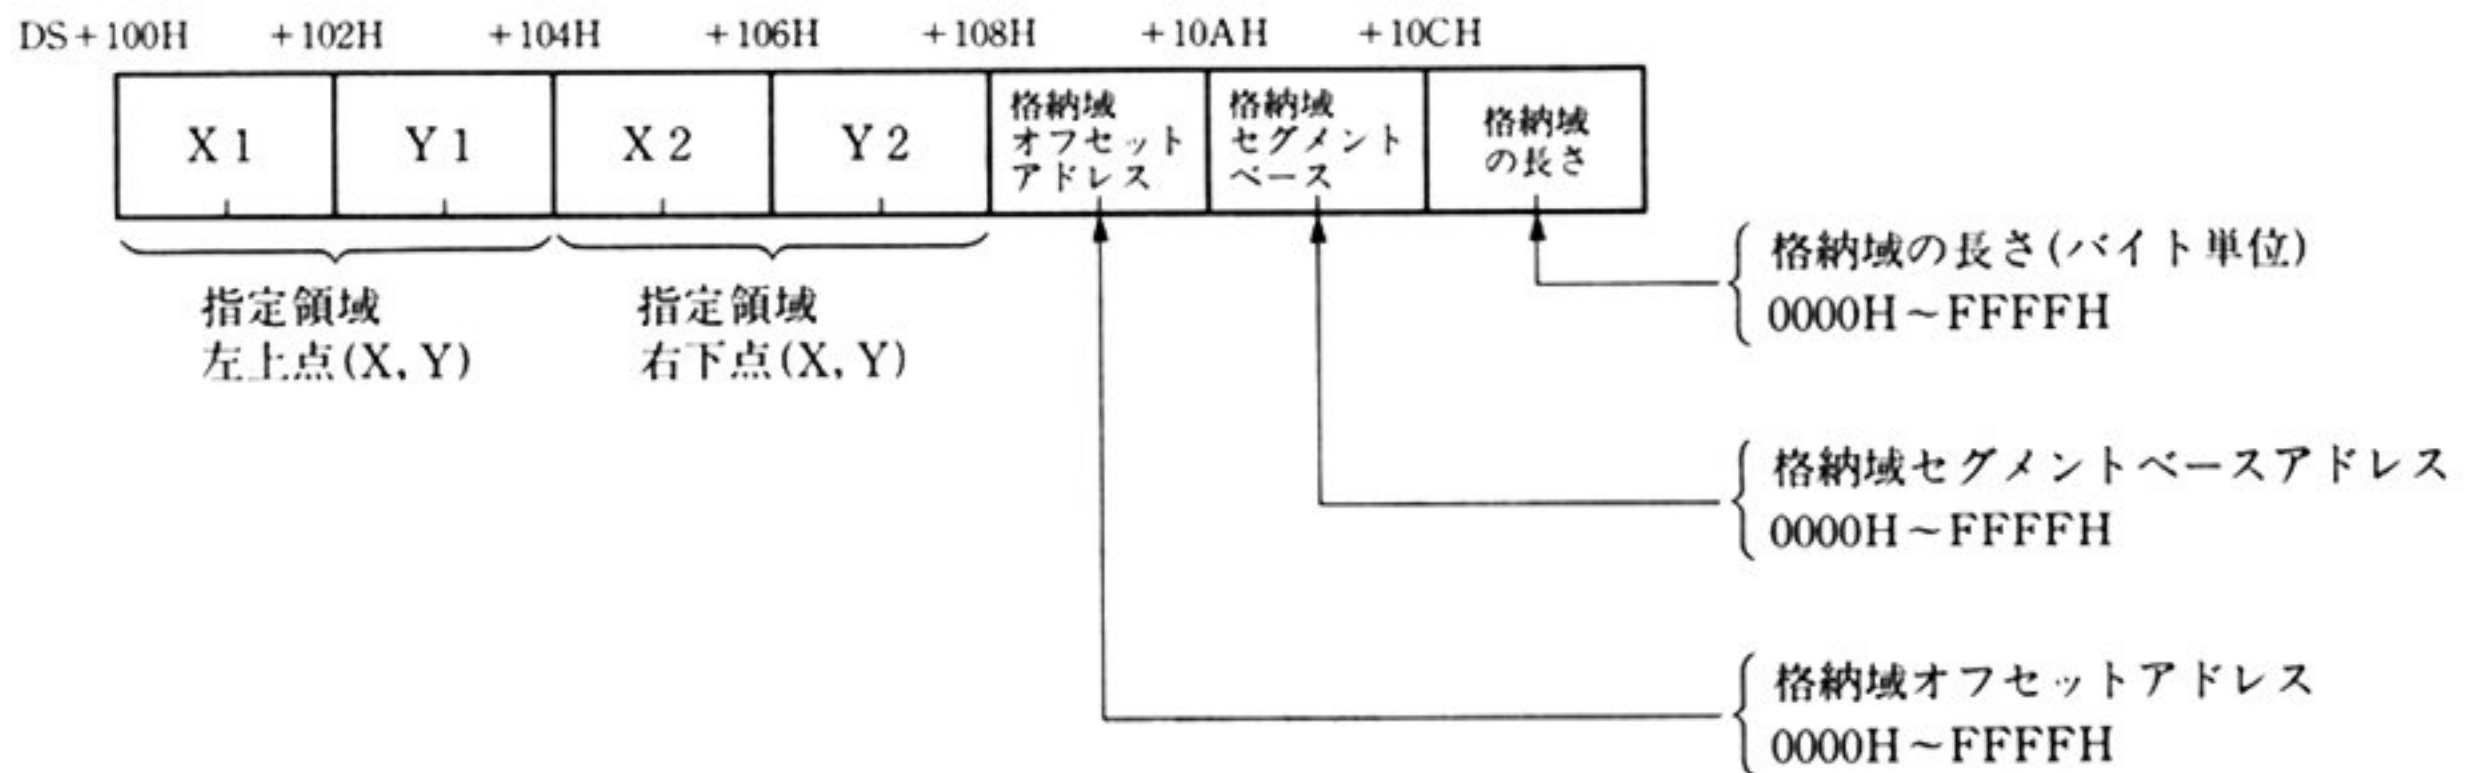 DS+100H +102H +104H +106H +108H +10AH +10CH
X1 Y1 X2 Y2
格納域
オフセット
アドレス
格納域
セグメント
ベース
格納域
の長さ
指定領域
左上点(X, Y)
指定領域
右下点(X, Y)
格納域の長さ(バイト単位)
0000H~FFFFH
格納域セグメントベースアドレス
0000H~FFFFH
格納域オフセットアドレス
0000H~FFFFH